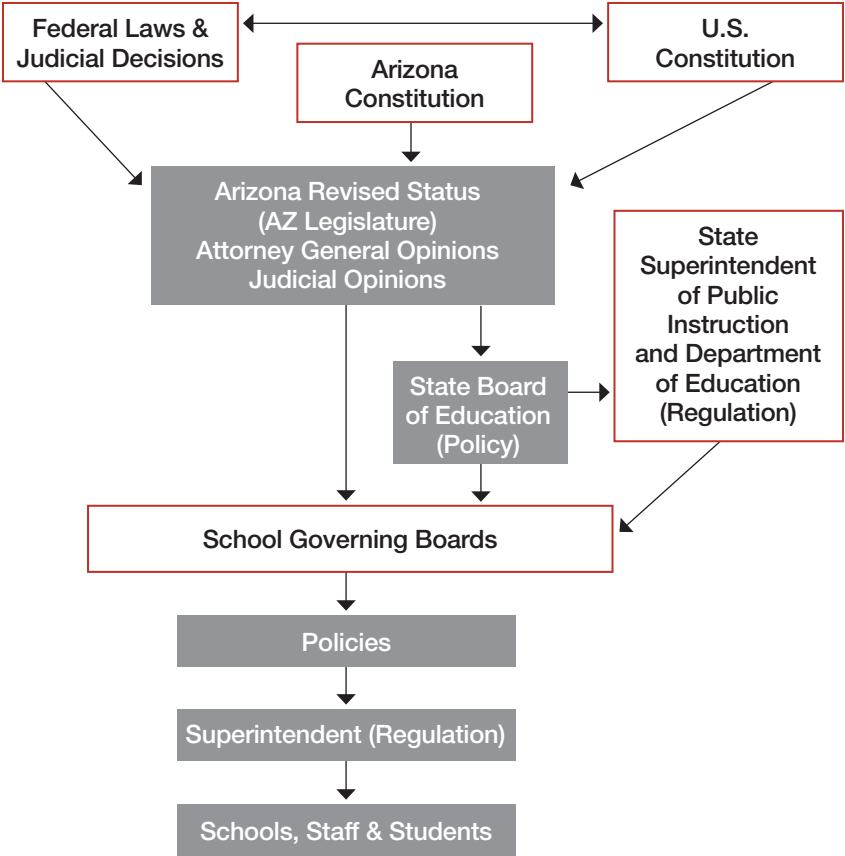 Federal Laws &
Judicial Decisions
U.S.
Constitution
Arizona
Constitution
Arizona Revised Status
(AZ Legislature)
Attorney General Opinions
Judicial Opinions
State
Superintendent
of Public
Instruction
and Department
of Education
(Regulation)
State Board
of Education
(Policy)
School Governing Boards
Policies
Superintendent (Regulation)
Schools, Staff & Students